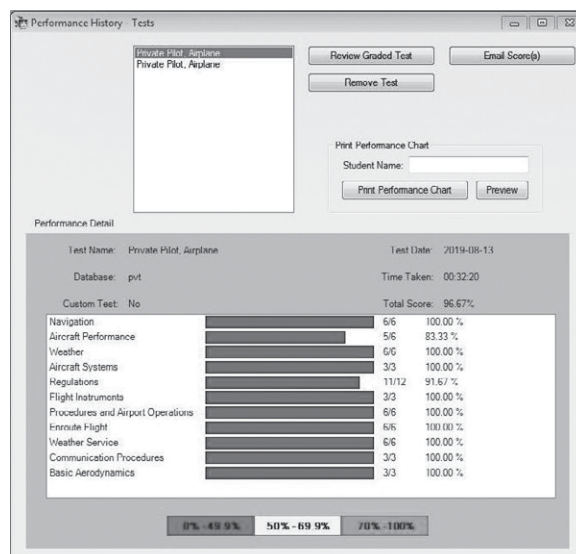 Performance History - Tests
Private Pilot, Airplane
Private Pilot, Airplane
Review Graded Test
Email Score(s)
Remove Test
Print Performance Chart
Student Name:
Print Performance Chart
Preview
Performance Detail
Test Name: Private Pilot, Airplane Test Date: 2019-08-13
Database: pvt Time Taken: 00:32:20
Custom Test: No Total Score: 96.67%
Navigation 6/6 100.00 %
Aircraft Performance 5/6 83.33 %
Weather 6/6 100.00 %
Aircraft Systems 3/3 100.00 %
Regulations 11/12 91.67 %
Flight Instruments 3/3 100.00 %
Procedures and Airport Operations 6/6 100.00 %
Enroute Flight 6/6 100.00 %
Weather Service 6/6 100.00 %
Communication Procedures 3/3 100.00 %
Basic Aerodynamics 3/3 100.00 %
0% -49.9% 50% -69.9% 70% -100%